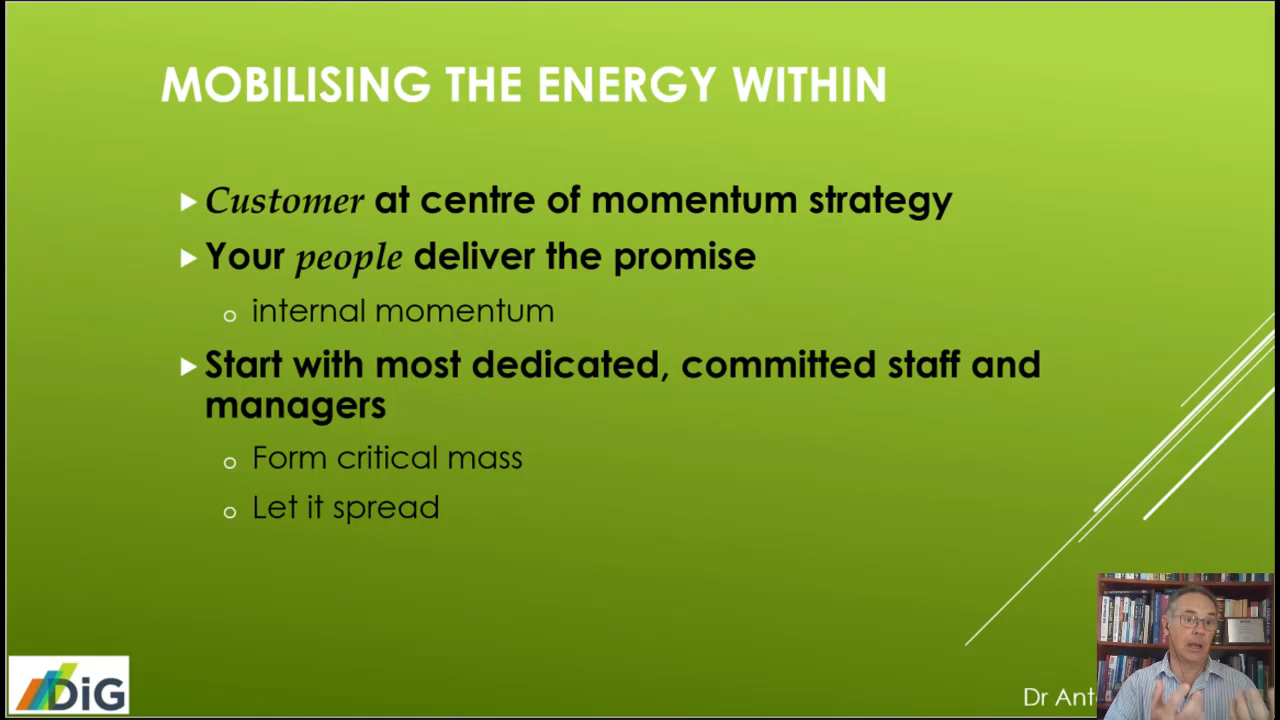 MOBILISING THE ENERGY WITHIN
Customer at centre of momentum strategy
Your people deliver the promise
internal momentum
Start with most dedicated, committed staff and
managers
Form critical mass
Let it spread
DiG
Dr